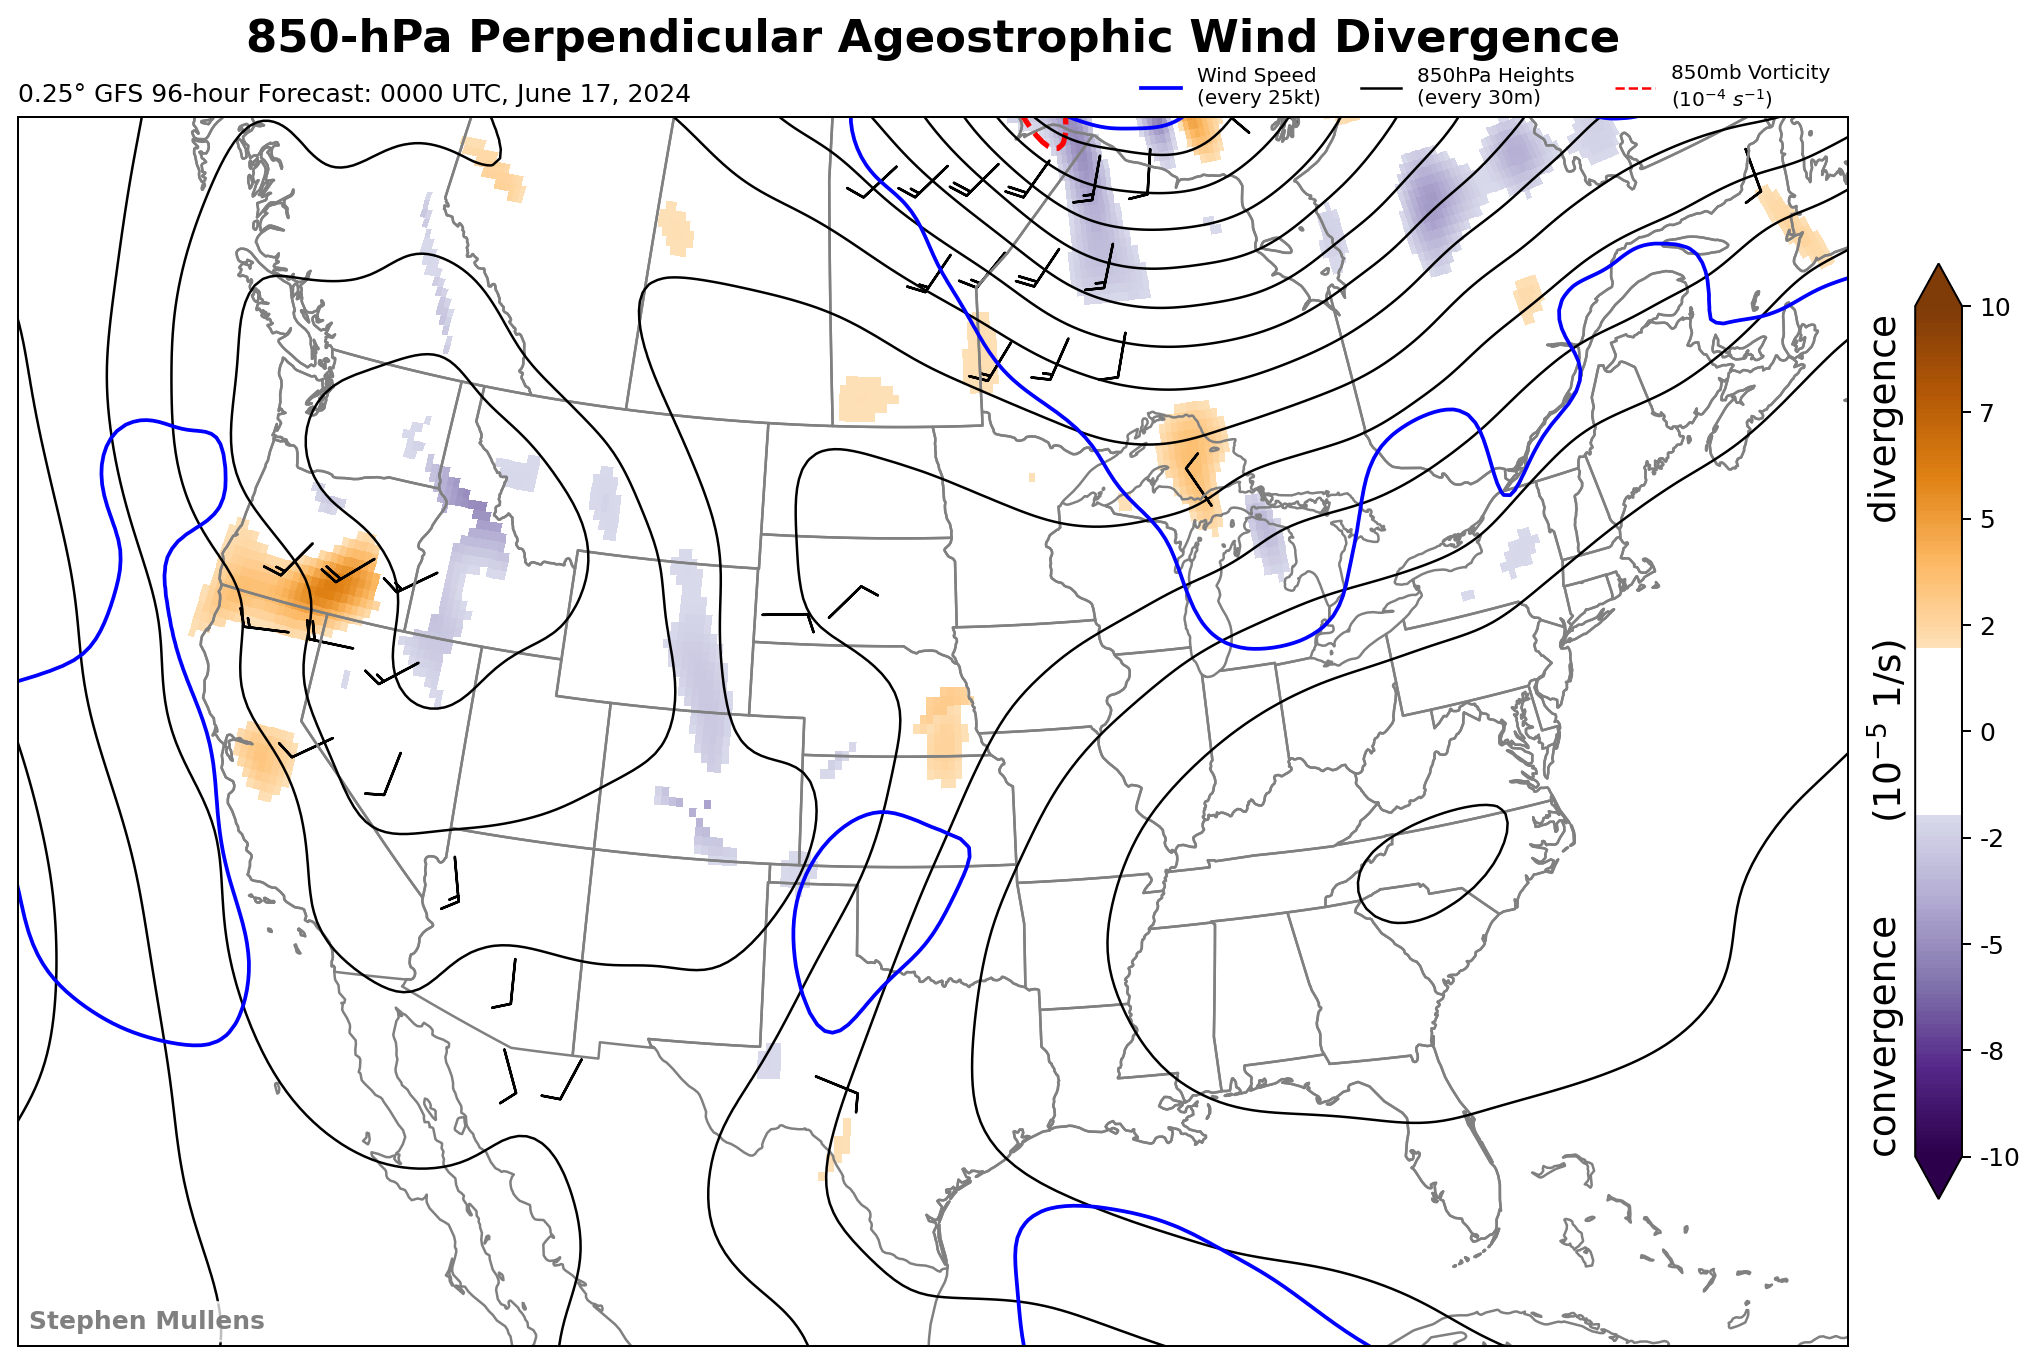 850-hPa Perpendicular Ageostrophic Wind Divergence
0.25° GFS 96-hour Forecast: 0000 UTC, June 17, 2024
Wind Speed
(every 25kt)
850hPa Heights
(every 30m)
850mb Vorticity
(10⁻⁴ s⁻¹)
10
7
5
2
0
-2
-5
-8
-10
convergence (10⁻⁵ 1/s) divergence
Stephen Mullens